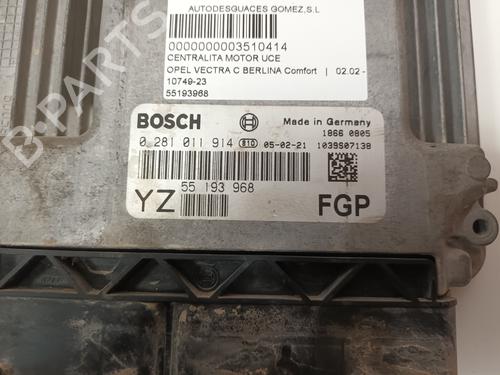 AUTODESGUACES GOMEZ,S.L
0000000003510414
CENTRALITA MOTOR UCE
OPEL VECTRA C BERLINA Comfort | 02.02 -
10749-23
55193968
BOSCH Made in Germany
1866 0805
0 281 011 914 810 05-02-21 1039S07138
55 193 968
YZ FGP
B-PARTS